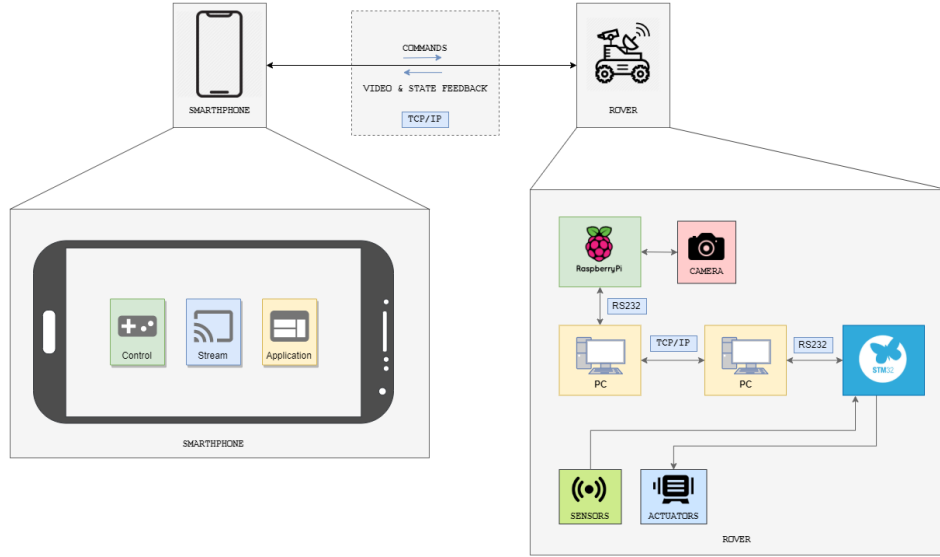 COMMANDS
VIDEO & STATE FEEDBACK
TCP/IP
SMARTHPHONE
ROVER
Control
Stream
Application
SMARTHPHONE
RaspberryPi
CAMERA
RS232
TCP/IP
RS232
PC
PC
STM32
SENSORS
ACTUATORS
ROVER